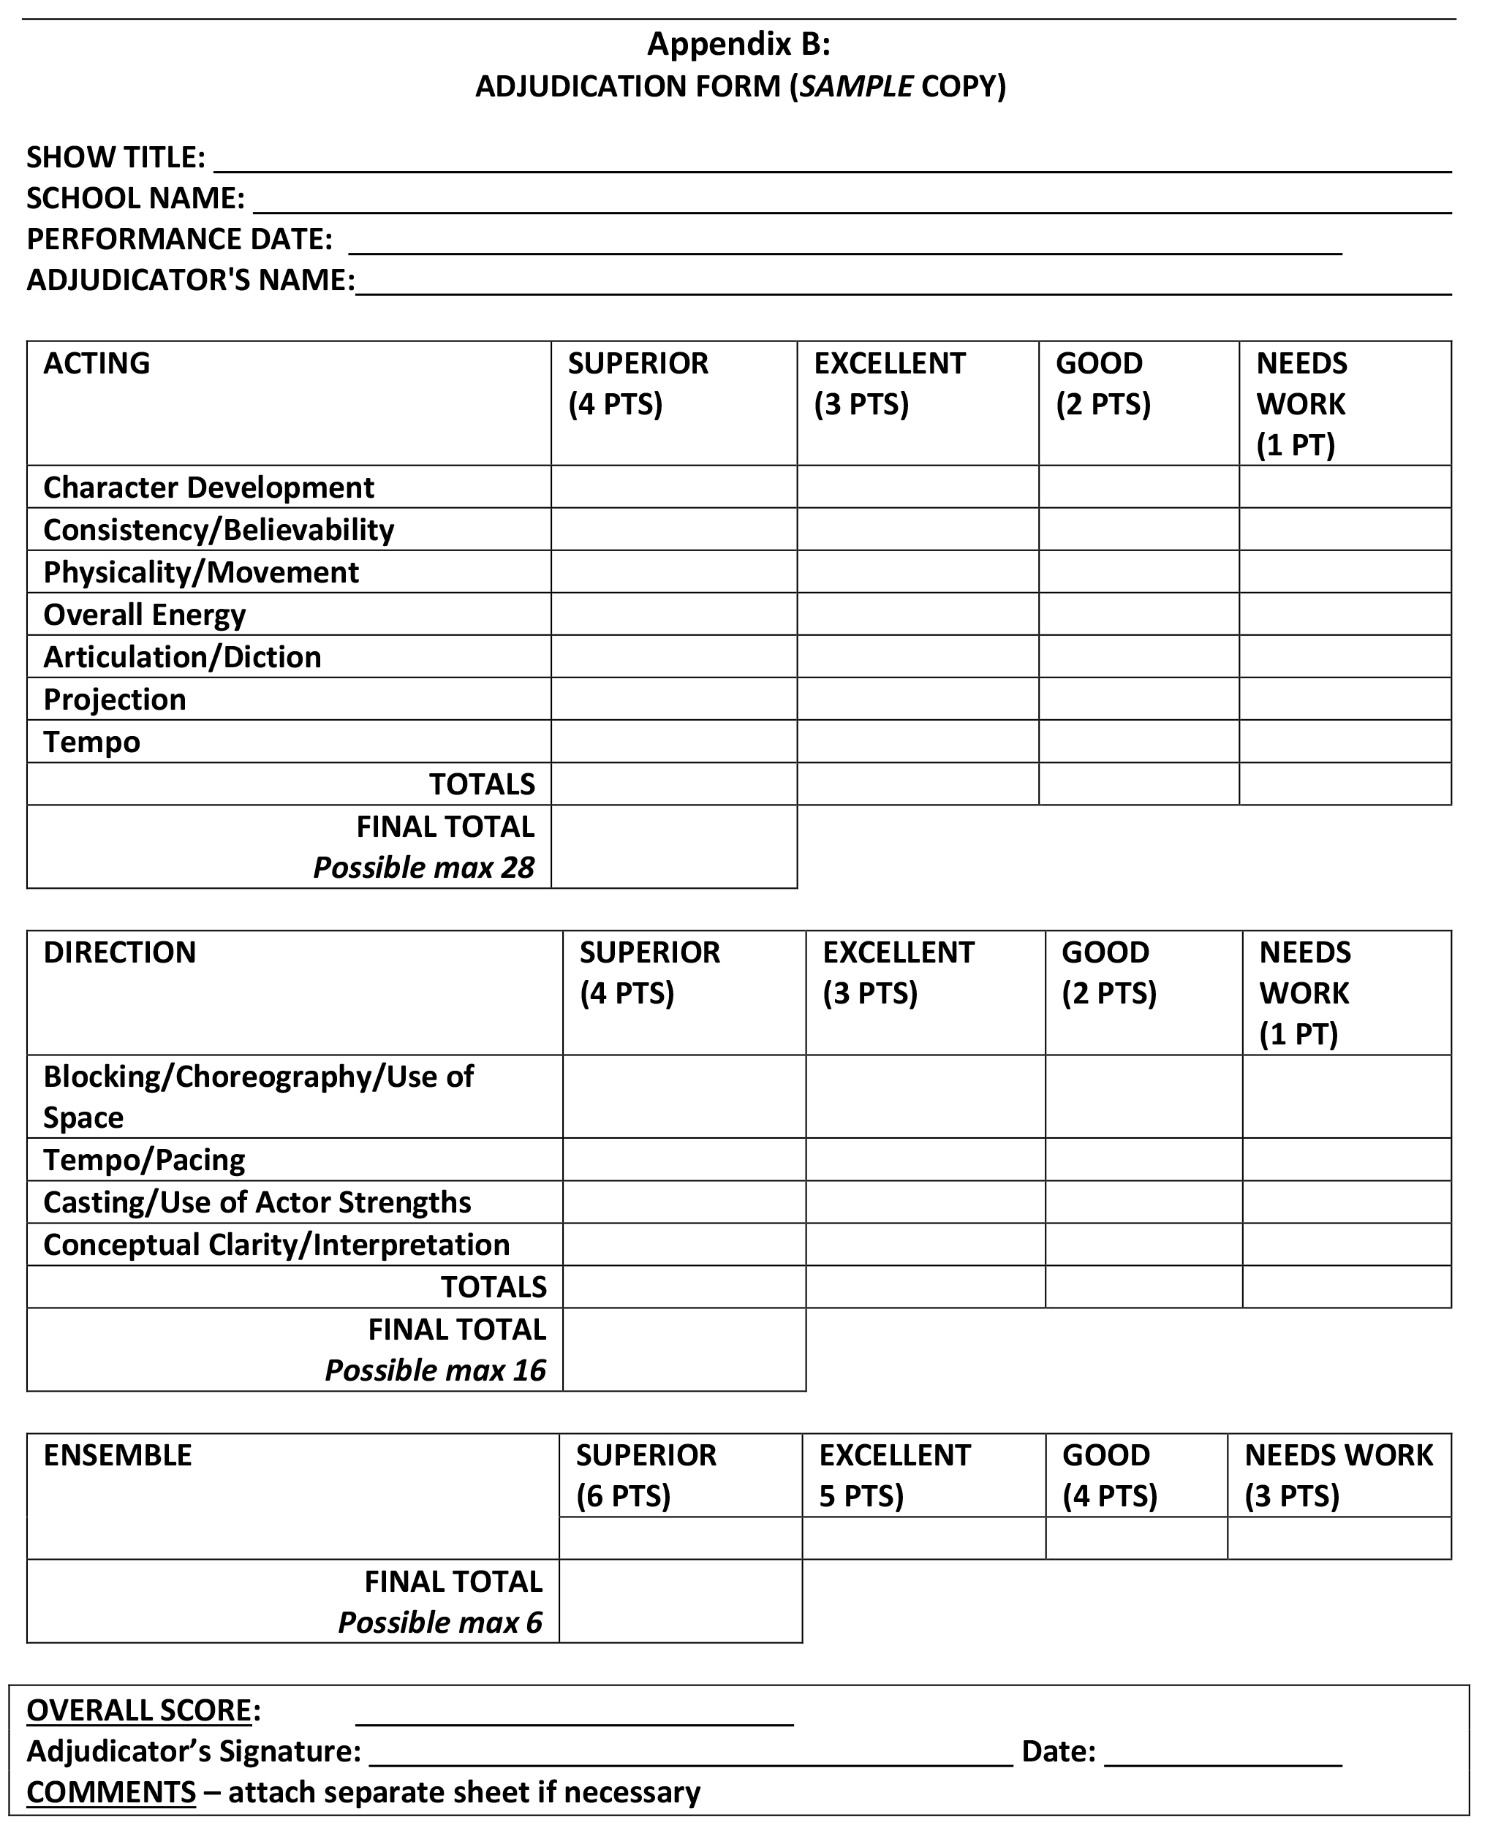 Appendix B:
ADJUDICATION FORM (SAMPLE COPY)
SHOW TITLE:
SCHOOL NAME:
PERFORMANCE DATE:
ADJUDICATOR'S NAME:
ACTING
SUPERIOR
(4 PTS)
EXCELLENT
(3 PTS)
GOOD
(2 PTS)
NEEDS
WORK
(1 PT)
Character Development
Consistency/Believability
Physicality/Movement
Overall Energy
Articulation/Diction
Projection
Tempo
TOTALS
FINAL TOTAL
Possible max 28
DIRECTION
SUPERIOR
(4 PTS)
EXCELLENT
(3 PTS)
GOOD
(2 PTS)
NEEDS
WORK
(1 PT)
Blocking/Choreography/Use of
Space
Tempo/Pacing
Casting/Use of Actor Strengths
Conceptual Clarity/Interpretation
TOTALS
FINAL TOTAL
Possible max 16
ENSEMBLE
SUPERIOR
(6 PTS)
EXCELLENT
5 PTS)
GOOD
(4 PTS)
NEEDS WORK
(3 PTS)
FINAL TOTAL
Possible max 6
OVERALL SCORE:
Adjudicator’s Signature: Date:
COMMENTS – attach separate sheet if necessary